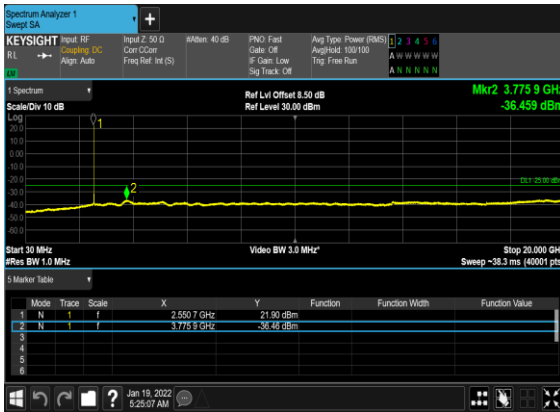 Spectrum Analyzer 1
Swept SA
+
KEYSIGHT Input: RF Input Z: 50 Ω #Atten: 40 dB PNO: Fast Avg Type: Power (RMS) 1 2 3 4 5 6
RL Coupling: DC Corr CCorr Gate: Off Avg|Hold: 100/100 A W W W W W
Align: Auto Freq Ref: Int (S) IF Gain: Low Trig: Free Run
LXI Sig Track: Off A N N N N N
1 Spectrum Ref Lvl Offset 8.50 dB Mkr2 3.775 9 GHz
Scale/Div 10 dB Ref Level 30.00 dBm -36.459 dBm
Log
1
20.0
10.0
0.00
-10.0
-20.0
DL1 -25.00 dBm
-30.0
2
-40.0
-50.0
-60.0
Start 30 MHz Video BW 3.0 MHz* Stop 20.000 GHz
#Res BW 1.0 MHz Sweep ~38.3 ms (40001 pts)
5 Marker Table
Mode Trace Scale X Y Function Function Width Function Value
1 N 1 f 2.550 7 GHz 21.90 dBm
2 N 1 f 3.775 9 GHz -36.46 dBm
3
4
5
6
? Jan 19, 2022
5:25:07 AM